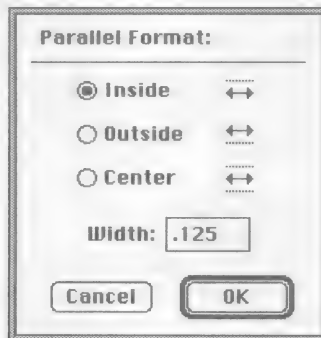 Parallel Format:
Inside
Outside
Center
Width: .125
Cancel OK